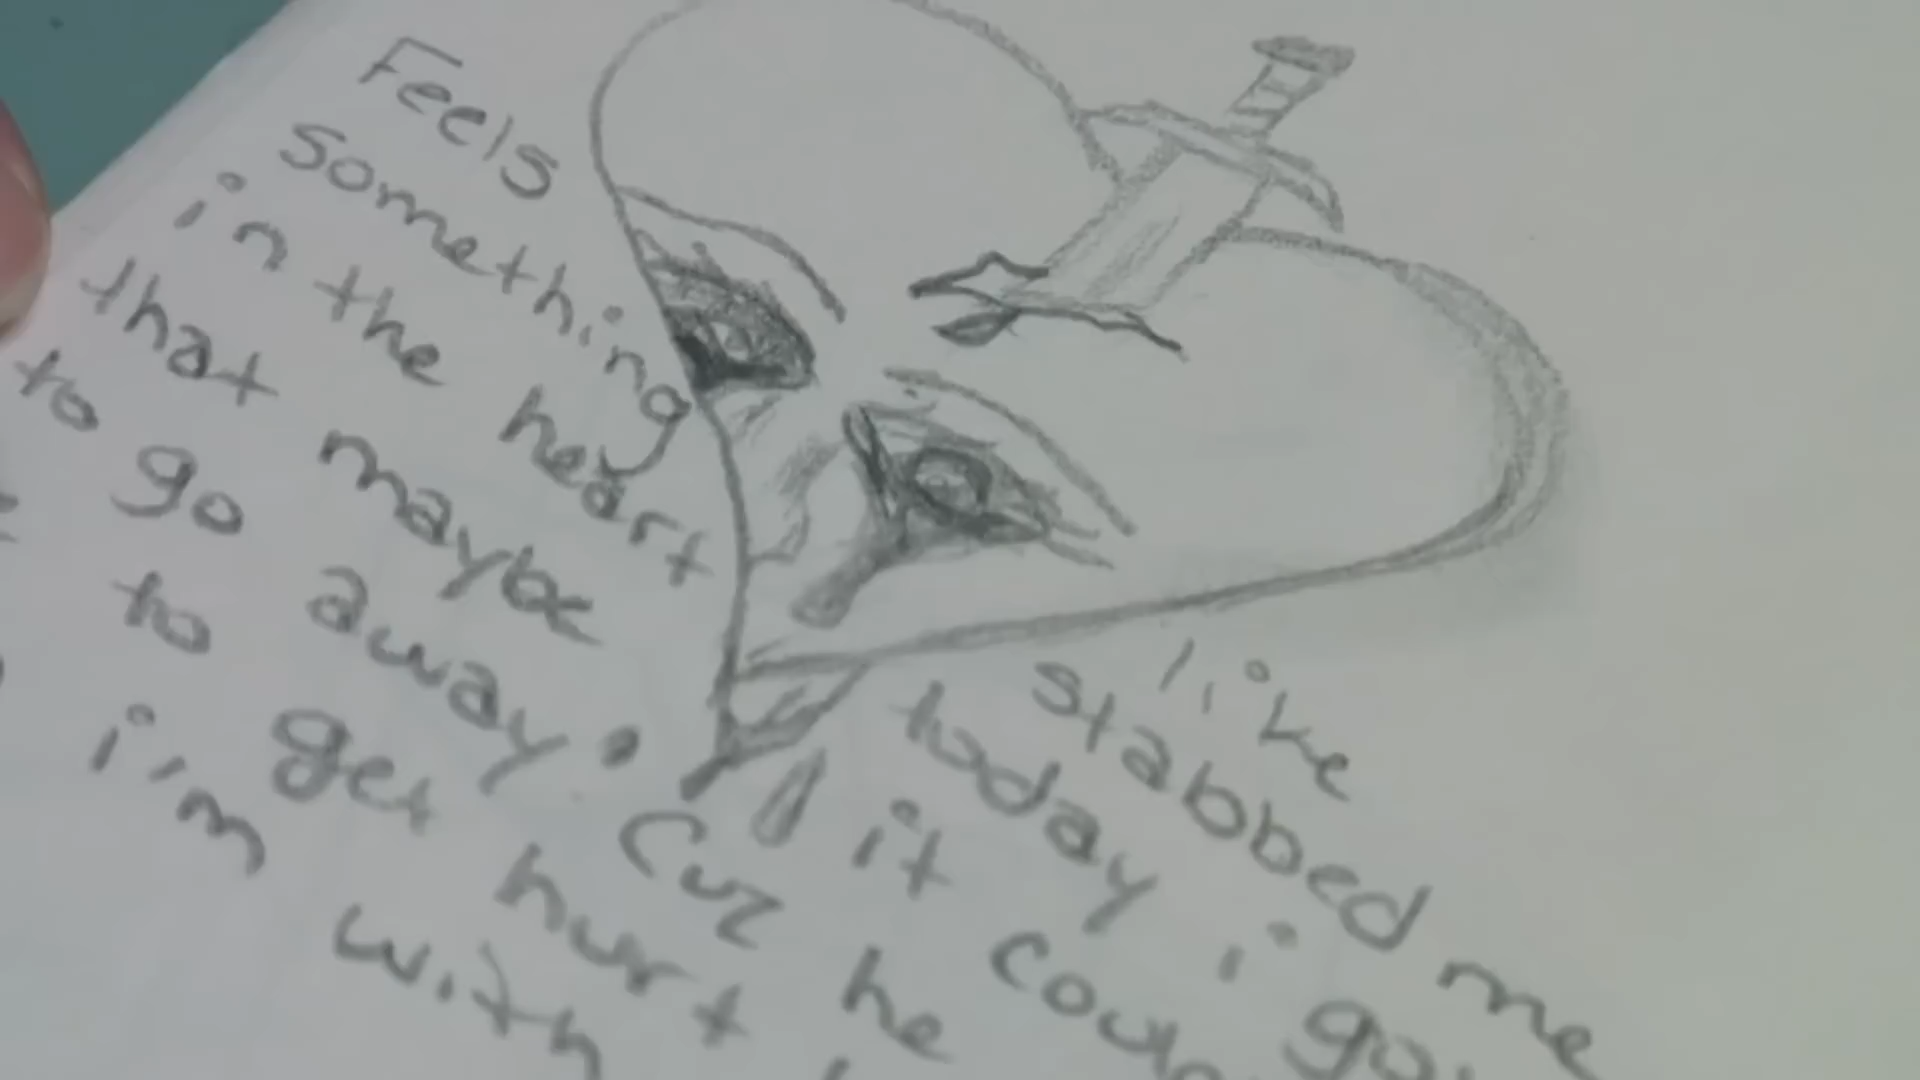 Feels like
something stabbed me
in the heart today i
that maybe it
to go away. Cuz he
to get hurt
i'm with